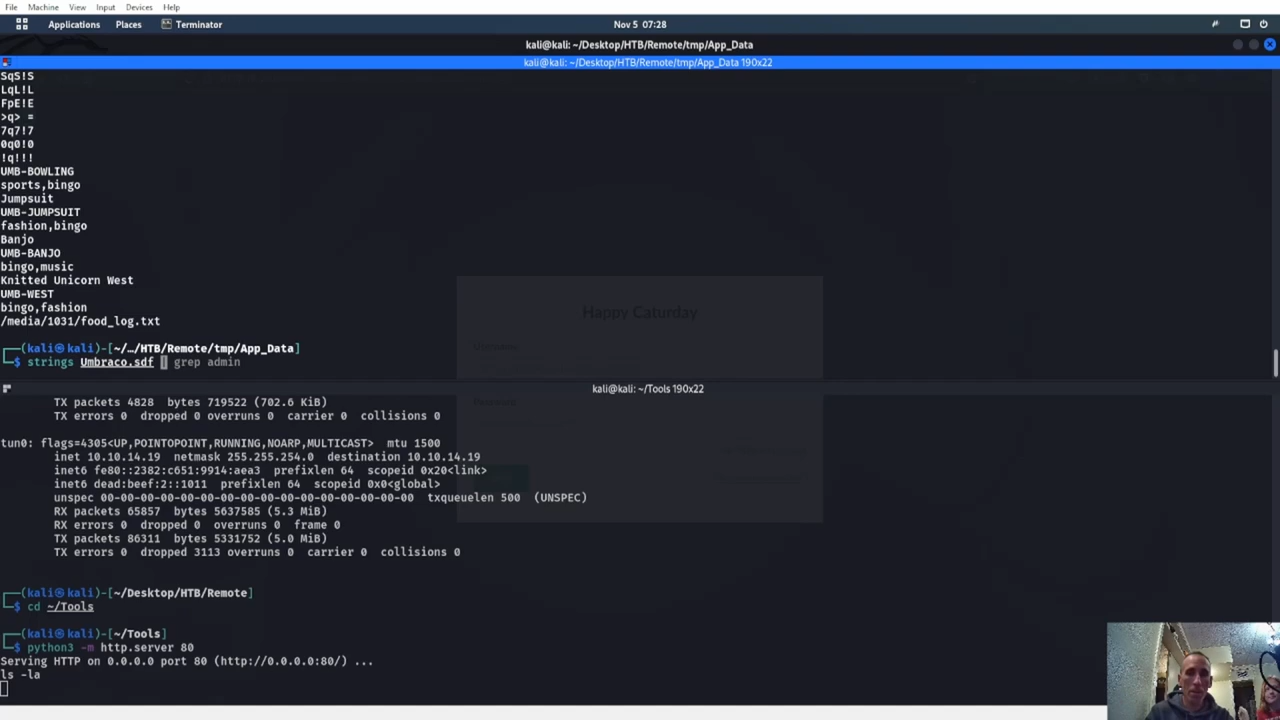 File Machine View Input Devices Help
Applications Places Terminator Nov 5 07:28
kali@kali: ~/Desktop/HTB/Remote/tmp/App_Data
kali@kali: ~/Desktop/HTB/Remote/tmp/App_Data 190x22
SqS!S
LqL!L
FpE!E
>q> =
7q7!7
0q0!0
!q!!!
UMB-BOWLING
sports,bingo
Jumpsuit
UMB-JUMPSUIT
fashion,bingo
Banjo
UMB-BANJO
bingo,music
Knitted Unicorn West
UMB-WEST
bingo,fashion
/media/1031/food_log.txt
Happy Caturday
┌──(kali㉿kali)-[~/…/HTB/Remote/tmp/App_Data]
└─$ strings Umbraco.sdf | grep admin
kali@kali: ~/Tools 190x22
TX packets 4828 bytes 719522 (702.6 KiB)
TX errors 0 dropped 0 overruns 0 carrier 0 collisions 0
tun0: flags=4305<UP,POINTOPOINT,RUNNING,NOARP,MULTICAST> mtu 1500
inet 10.10.14.19 netmask 255.255.254.0 destination 10.10.14.19
inet6 fe80::2382:c651:9914:aea3 prefixlen 64 scopeid 0x20<link>
inet6 dead:beef:2::1011 prefixlen 64 scopeid 0x0<global>
unspec 00-00-00-00-00-00-00-00-00-00-00-00-00-00-00-00 txqueuelen 500 (UNSPEC)
RX packets 65857 bytes 5637585 (5.3 MiB)
RX errors 0 dropped 0 overruns 0 frame 0
TX packets 86311 bytes 5331752 (5.0 MiB)
TX errors 0 dropped 3113 overruns 0 carrier 0 collisions 0
┌──(kali㉿kali)-[~/Desktop/HTB/Remote]
└─$ cd ~/Tools
┌──(kali㉿kali)-[~/Tools]
└─$ python3 -m http.server 80
Serving HTTP on 0.0.0.0 port 80 (http://0.0.0.0:80/) ...
ls -la